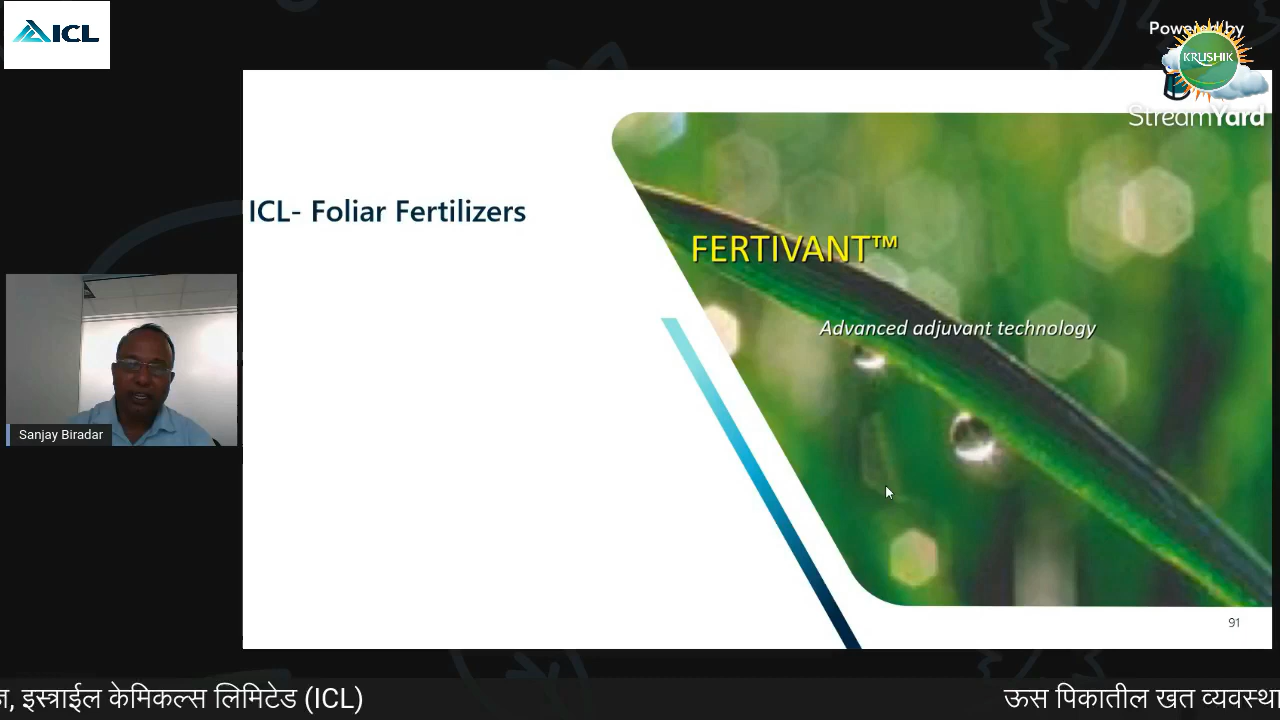 ICL
Powered by
KRUSHIK
StreamYard
ICL- Foliar Fertilizers
FERTIVANT™
Advanced adjuvant technology
Sanjay Biradar
91
इस्त्राईल केमिकल्स लिमिटेड (ICL)
ऊस पिकातील खत